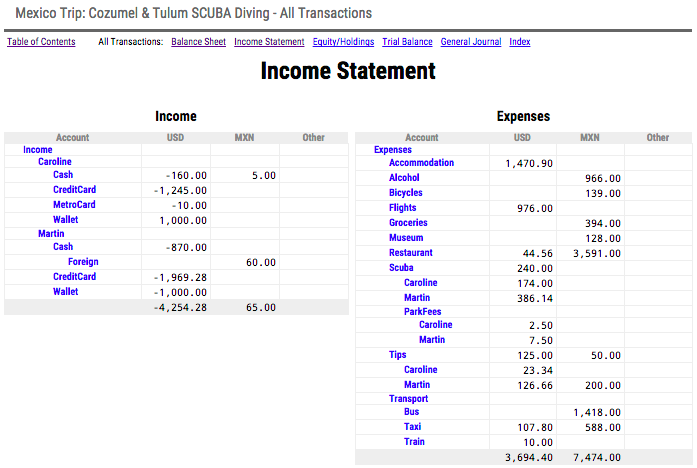 Mexico Trip: Cozumel & Tulum SCUBA Diving - All Transactions
Table of Contents All Transactions: Balance Sheet Income Statement Equity/Holdings Trial Balance General Journal Index
Income Statement
Income
Account USD MXN Other
Income
Caroline
Cash -160.00 5.00
CreditCard -1,245.00
MetroCard -10.00
Wallet 1,000.00
Martin
Cash -870.00
Foreign 60.00
CreditCard -1,969.28
Wallet -1,000.00
-4,254.28 65.00
Expenses
Account USD MXN Other
Expenses
Accommodation 1,470.90
Alcohol 966.00
Bicycles 139.00
Flights 976.00
Groceries 394.00
Museum 128.00
Restaurant 44.56 3,591.00
Scuba 240.00
Caroline 174.00
Martin 386.14
ParkFees
Caroline 2.50
Martin 7.50
Tips 125.00 50.00
Caroline 23.34
Martin 126.66 200.00
Transport
Bus 1,418.00
Taxi 107.80 588.00
Train 10.00
3,694.40 7,474.00